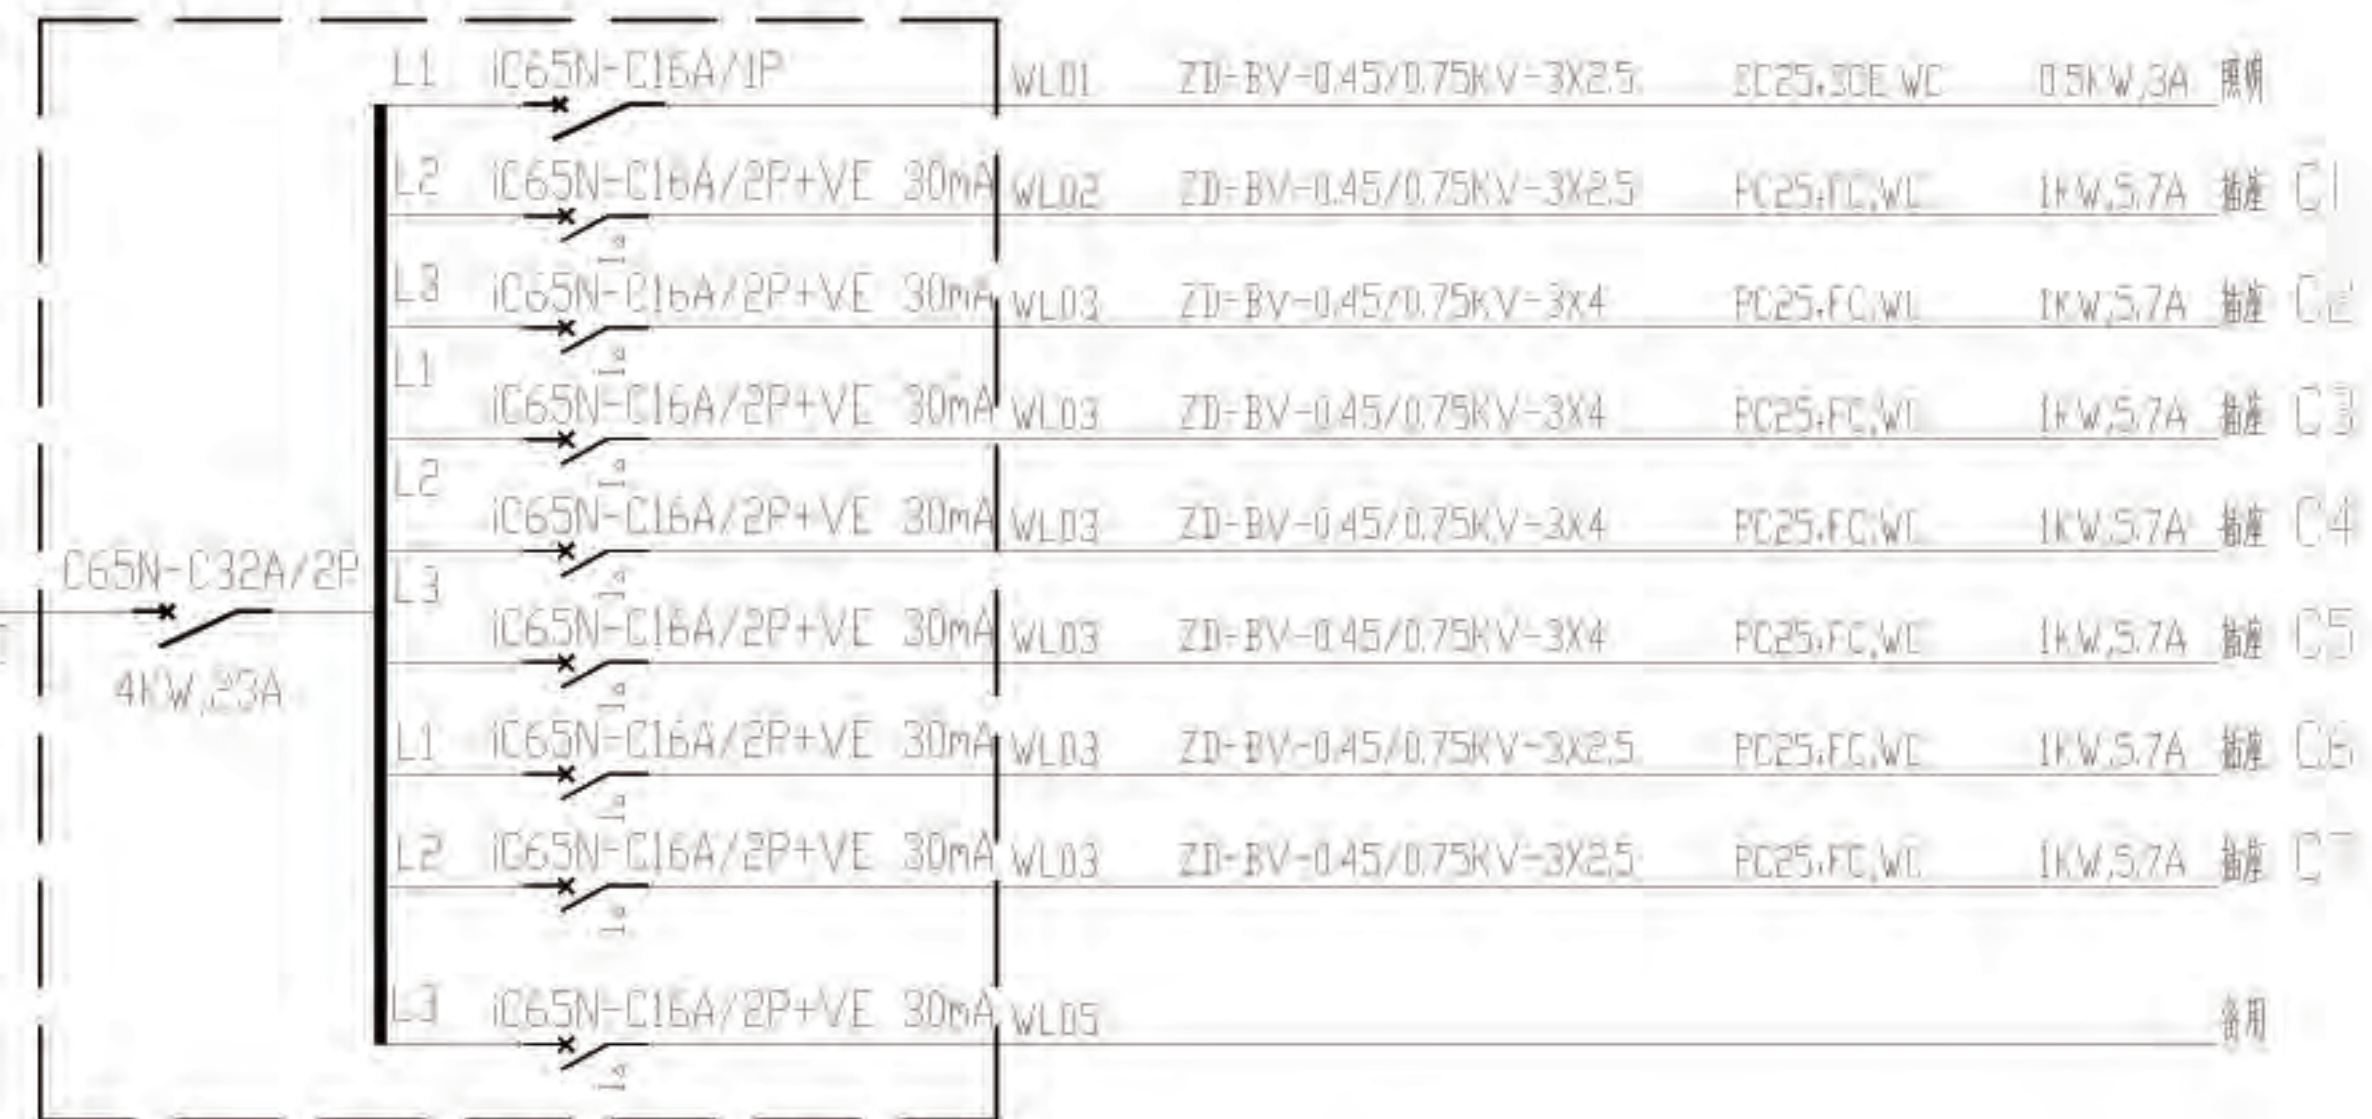 L1 iC65N-C16A/1P WL01 ZD-BV-0.45/0.75KV-3X2.5 SC25.SCE.WC 0.5KW,3A 照明
L2 iC65N-C16A/2P+VE 30mA WL02 ZD-BV-0.45/0.75KV-3X2.5 PC25.FC,WC 1KW,5.7A 插座 C1
L3 iC65N-C16A/2P+VE 30mA WL03 ZD-BV-0.45/0.75KV-3X4 PC25.FC,WC 1KW,5.7A 插座 C2
L1 iC65N-C16A/2P+VE 30mA WL03 ZD-BV-0.45/0.75KV-3X4 PC25.FC,WC 1KW,5.7A 插座 C3
L2 iC65N-C16A/2P+VE 30mA WL03 ZD-BV-0.45/0.75KV-3X4 PC25.FC,WC 1KW,5.7A 插座 C4
C65N-C32A/2P
4KW,23A
L3 iC65N-C16A/2P+VE 30mA WL03 ZD-BV-0.45/0.75KV-3X4 PC25.FC,WC 1KW,5.7A 插座 C5
L1 iC65N-C16A/2P+VE 30mA WL03 ZD-BV-0.45/0.75KV-3X2.5 PC25.FC,WC 1KW,5.7A 插座 C6
L2 iC65N-C16A/2P+VE 30mA WL03 ZD-BV-0.45/0.75KV-3X2.5 PC25.FC,WC 1KW,5.7A 插座 C7
L3 iC65N-C16A/2P+VE 30mA WL05 备用